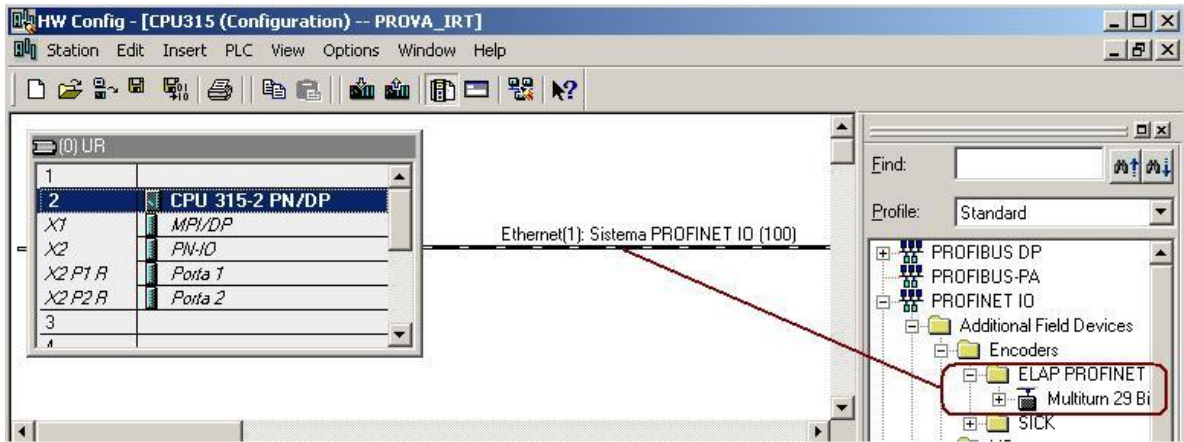 HW Config - [CPU315 (Configuration) -- PROVA_IRT]
Station Edit Insert PLC View Options Window Help
(0) UR
1
2 CPU 315-2 PN/DP
X1 MPI/DP
X2 PN-IO
X2 P1 R Porta 1
X2 P2 R Porta 2
3
4
Ethernet(1): Sistema PROFINET IO (100)
Find:
Profile: Standard
PROFIBUS DP
PROFIBUS-PA
PROFINET IO
Additional Field Devices
Encoders
ELAP PROFINET
Multiturn 29 Bi
SICK